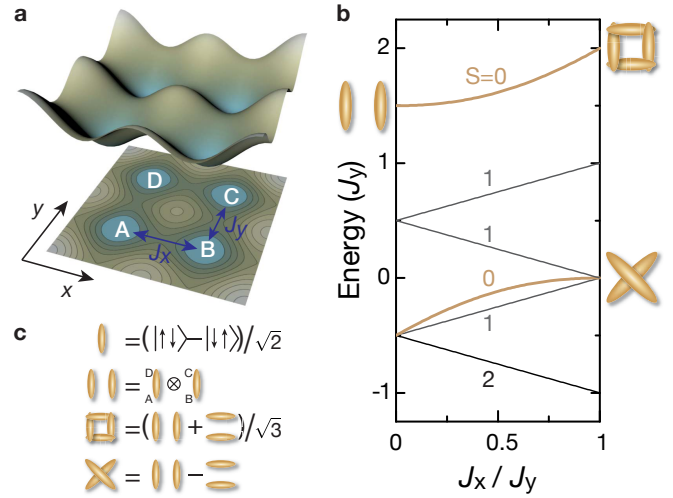 a
D
C
A
B
Jy
Jx
y
x
b
Energy (Jy)
2
1
0
-1
S=0
1
1
0
1
2
0
0.5
1
Jx / Jy
c
=(|↑↓〉−|↓↑〉)/√2
= D A ⊗ C B
=( + )/√3
= −